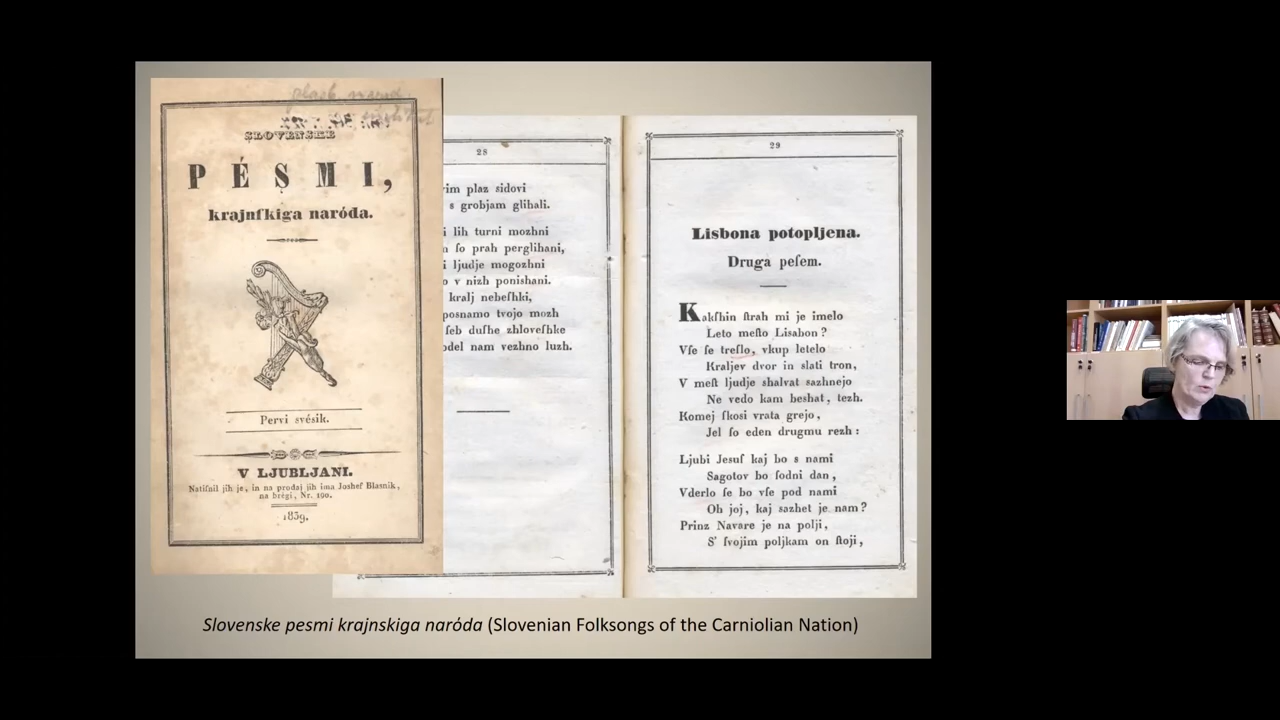 SLOVENSKE
PÉSMI,
krajnſkiga naróda.
Pervi svésik.
V LJUBLJANI.
Natiſnil jih je, in na prodaj jih ima Joshef Blasnik,
na brégi, Nr. 190.
1839.
28
plaz sidovi
s grobjam glihali.
lih turni mozhni
ſo prah perglihani,
ljudje mogozhni
v nizh ponishani.
kralj nebeſhki,
posnamo tvojo mozh
duſhe zhloveſhke
nam vezhno luzh.
29
Lisbona potopljena.
Druga peſem.
Kakſhin ſtrah mi je imelo
Leto meſto Lisabon?
Vſe ſe treſlo, vkup letelo
Kraljev dvor in slati tron,
V meſt ljudje shalvat sazhnejo
Ne vedo kam beshat, tezh.
Komej ſkosi vrata grejo,
Jel ſo eden drugmu rezh:
Ljubi Jesuſ kaj bo s nami
Sagotov bo ſodni dan,
Vderlo ſe bo vſe pod nami
Oh joj, kaj sazhet je nam?
Prinz Navare je na polji,
S' ſvojim poljkam on ſtoji,
Slovenske pesmi krajnskiga naróda (Slovenian Folksongs of the Carniolian Nation)